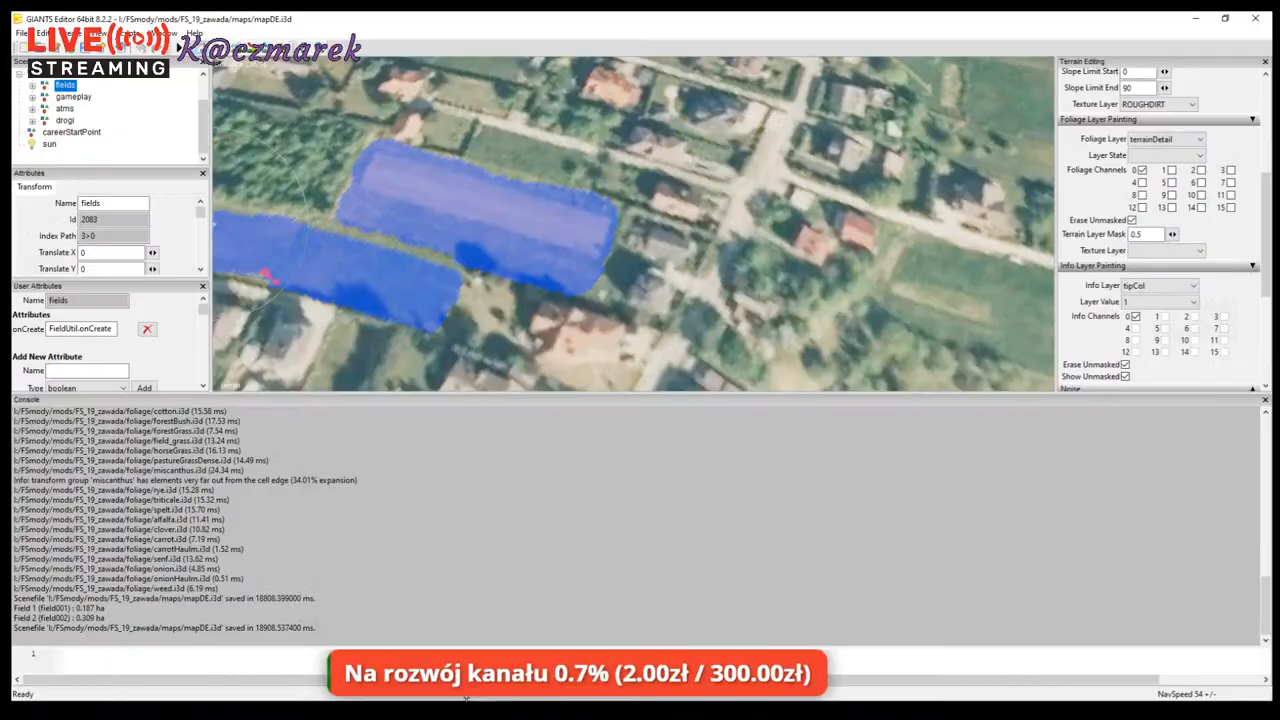 GIANTS Editor 64bit 8.2.2 - I:/FSmody/mods/FS_19_zawada/maps/mapDE.i3d
Help
LIVE
STREAMING
K@czmarek
fields
gameplay
atms
drogi
careerStartPoint
sun
Attributes
Transform
Name fields
Id 2083
Index Path 3>0
Translate X 0
Translate Y 0
User Attributes
Name fields
Attributes
onCreate FieldUtil.onCreate
Add New Attribute
Name
Type boolean Add
persp
Terrain Editing
Slope Limit Start 0
Slope Limit End 90
Texture Layer ROUGHDIRT
Foliage Layer Painting
Foliage Layer terrainDetail
Layer State
Foliage Channels 0 1 2 3
4 5 6 7
8 9 10 11
12 13 14 15
Erase Unmasked
Terrain Layer Mask 0.5
Texture Layer
Info Layer Painting
Info Layer tipCol
Layer Value 1
Info Channels 0 1 2 3
4 5 6 7
8 9 10 11
12 13 14 15
Erase Unmasked
Show Unmasked
Noise
Console
I:/FSmody/mods/FS_19_zawada/foliage/cotton.i3d (15.58 ms)
I:/FSmody/mods/FS_19_zawada/foliage/forestBush.i3d (17.53 ms)
I:/FSmody/mods/FS_19_zawada/foliage/forestGrass.i3d (7.54 ms)
I:/FSmody/mods/FS_19_zawada/foliage/field_grass.i3d (13.24 ms)
I:/FSmody/mods/FS_19_zawada/foliage/horseGrass.i3d (16.13 ms)
I:/FSmody/mods/FS_19_zawada/foliage/pastureGrassDense.i3d (14.49 ms)
I:/FSmody/mods/FS_19_zawada/foliage/miscanthus.i3d (24.34 ms)
Info: transform group 'miscanthus' has elements very far out from the cell edge (34.01% expansion)
I:/FSmody/mods/FS_19_zawada/foliage/rye.i3d (15.28 ms)
I:/FSmody/mods/FS_19_zawada/foliage/triticale.i3d (15.32 ms)
I:/FSmody/mods/FS_19_zawada/foliage/spelt.i3d (15.70 ms)
I:/FSmody/mods/FS_19_zawada/foliage/alfalfa.i3d (11.41 ms)
I:/FSmody/mods/FS_19_zawada/foliage/clover.i3d (10.82 ms)
I:/FSmody/mods/FS_19_zawada/foliage/carrot.i3d (7.19 ms)
I:/FSmody/mods/FS_19_zawada/foliage/carrotHaulm.i3d (1.52 ms)
I:/FSmody/mods/FS_19_zawada/foliage/senf.i3d (13.62 ms)
I:/FSmody/mods/FS_19_zawada/foliage/onion.i3d (4.85 ms)
I:/FSmody/mods/FS_19_zawada/foliage/onionHaulm.i3d (0.51 ms)
I:/FSmody/mods/FS_19_zawada/foliage/weed.i3d (6.19 ms)
Scenefile 'I:/FSmody/mods/FS_19_zawada/maps/mapDE.i3d' saved in 18808.399000 ms.
Field 1 (field001) : 0.187 ha
Field 2 (field002) : 0.309 ha
Scenefile 'I:/FSmody/mods/FS_19_zawada/maps/mapDE.i3d' saved in 18908.537400 ms.
1
Na rozwój kanału 0.7% (2.00zł / 300.00zł)
Ready
NavSpeed 54 +/-